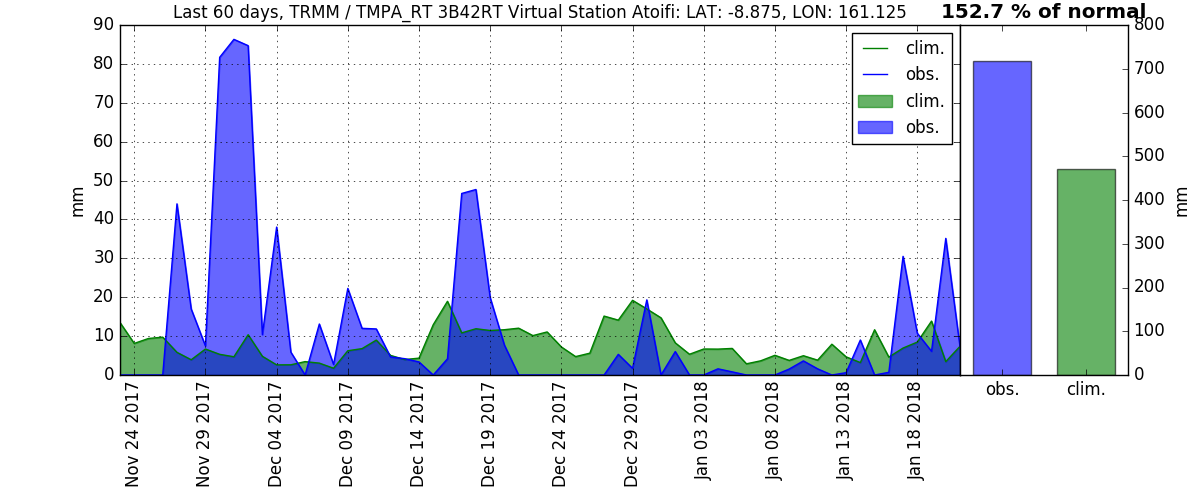 Last 60 days, TRMM / TMPA_RT 3B42RT Virtual Station Atoifi: LAT: -8.875, LON: 161.125
152.7 % of normal
90
80
70
60
50
40
30
20
10
0
mm
clim.
obs.
clim.
obs.
800
700
600
500
400
300
200
100
0
mm
obs.
clim.
Nov 24 2017
Nov 29 2017
Dec 04 2017
Dec 09 2017
Dec 14 2017
Dec 19 2017
Dec 24 2017
Dec 29 2017
Jan 03 2018
Jan 08 2018
Jan 13 2018
Jan 18 2018